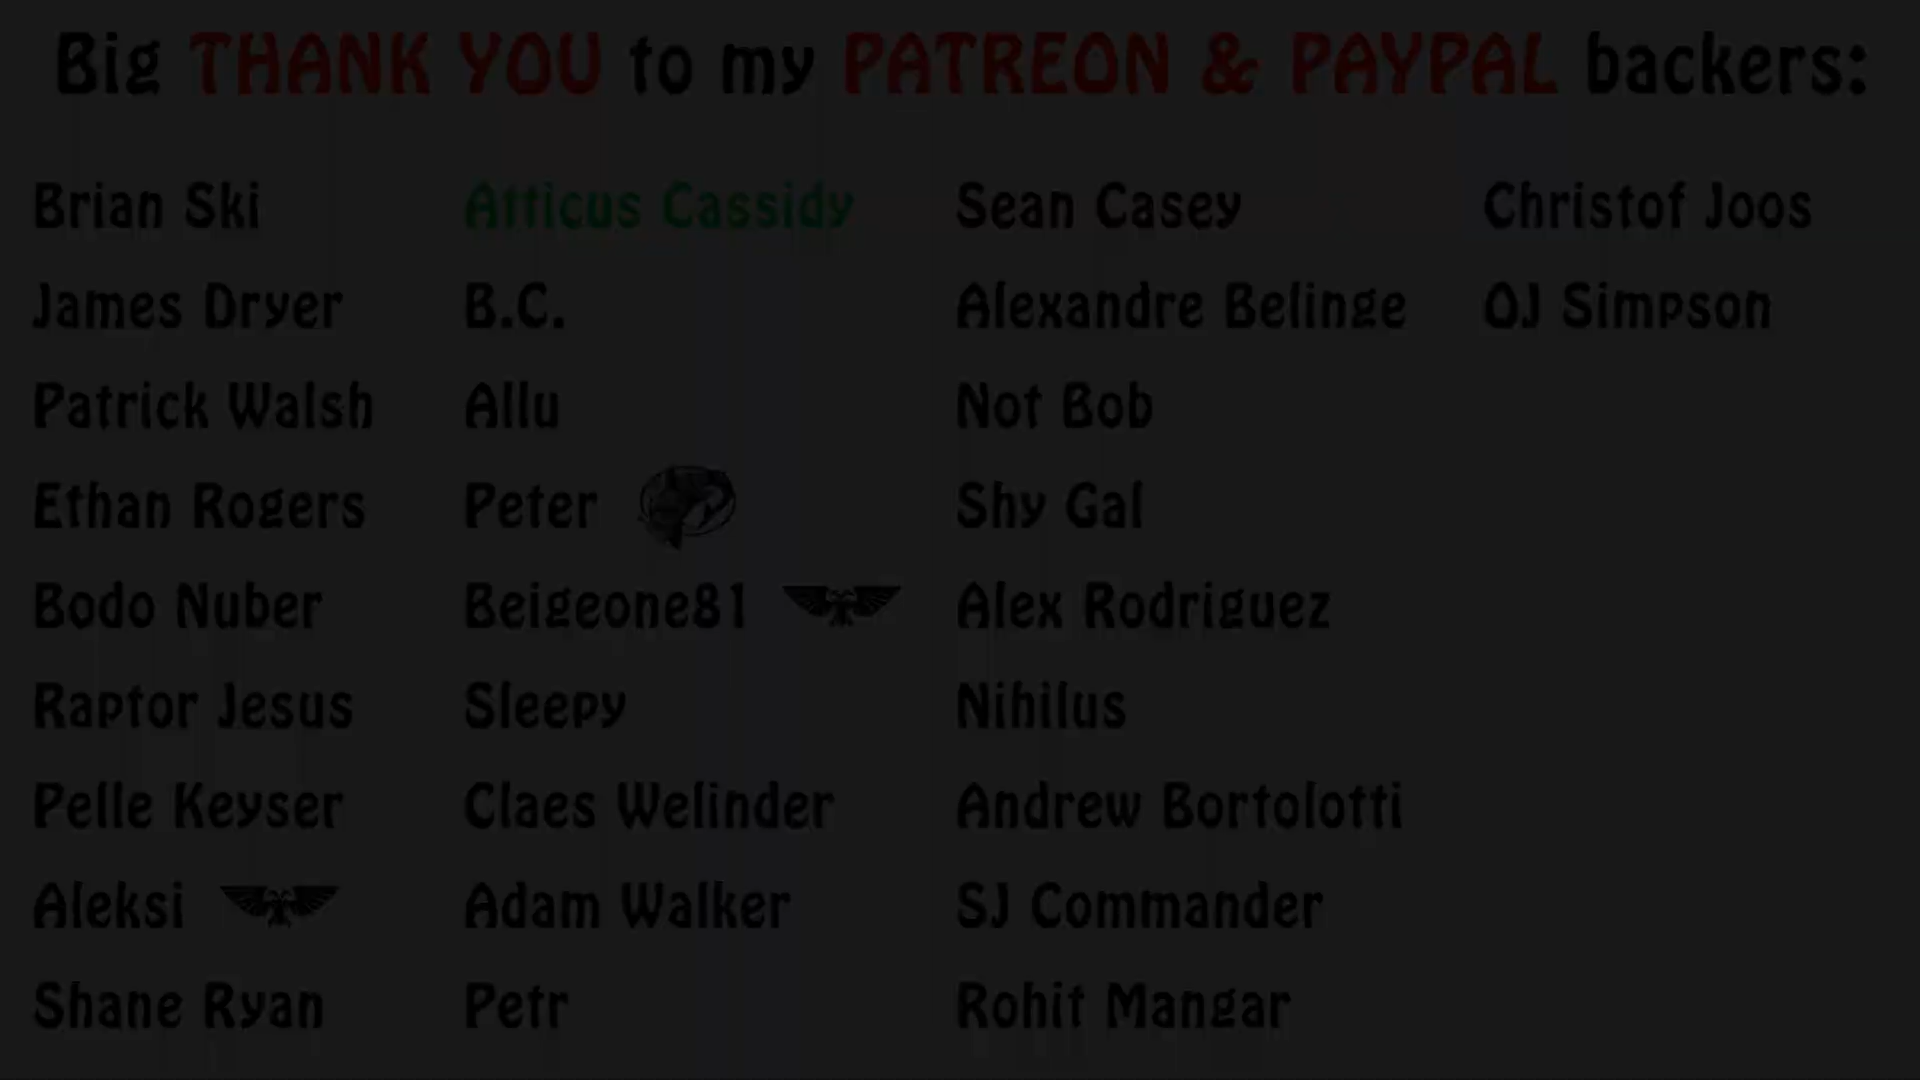 Big THANK YOU to my PATREON & PAYPAL backers:
Brian Ski
James Dryer
Patrick Walsh
Ethan Rogers
Bodo Nuber
Raptor Jesus
Pelle Keyser
Aleksi
Shane Ryan
Atticus Cassidy
B.C.
Allu
Peter
Beigeone81
Sleepy
Claes Welinder
Adam Walker
Petr
Sean Casey
Alexandre Belinge
Not Bob
Shy Gal
Alex Rodriguez
Nihilus
Andrew Bortolotti
SJ Commander
Rohit Mangar
Christof Joos
OJ Simpson